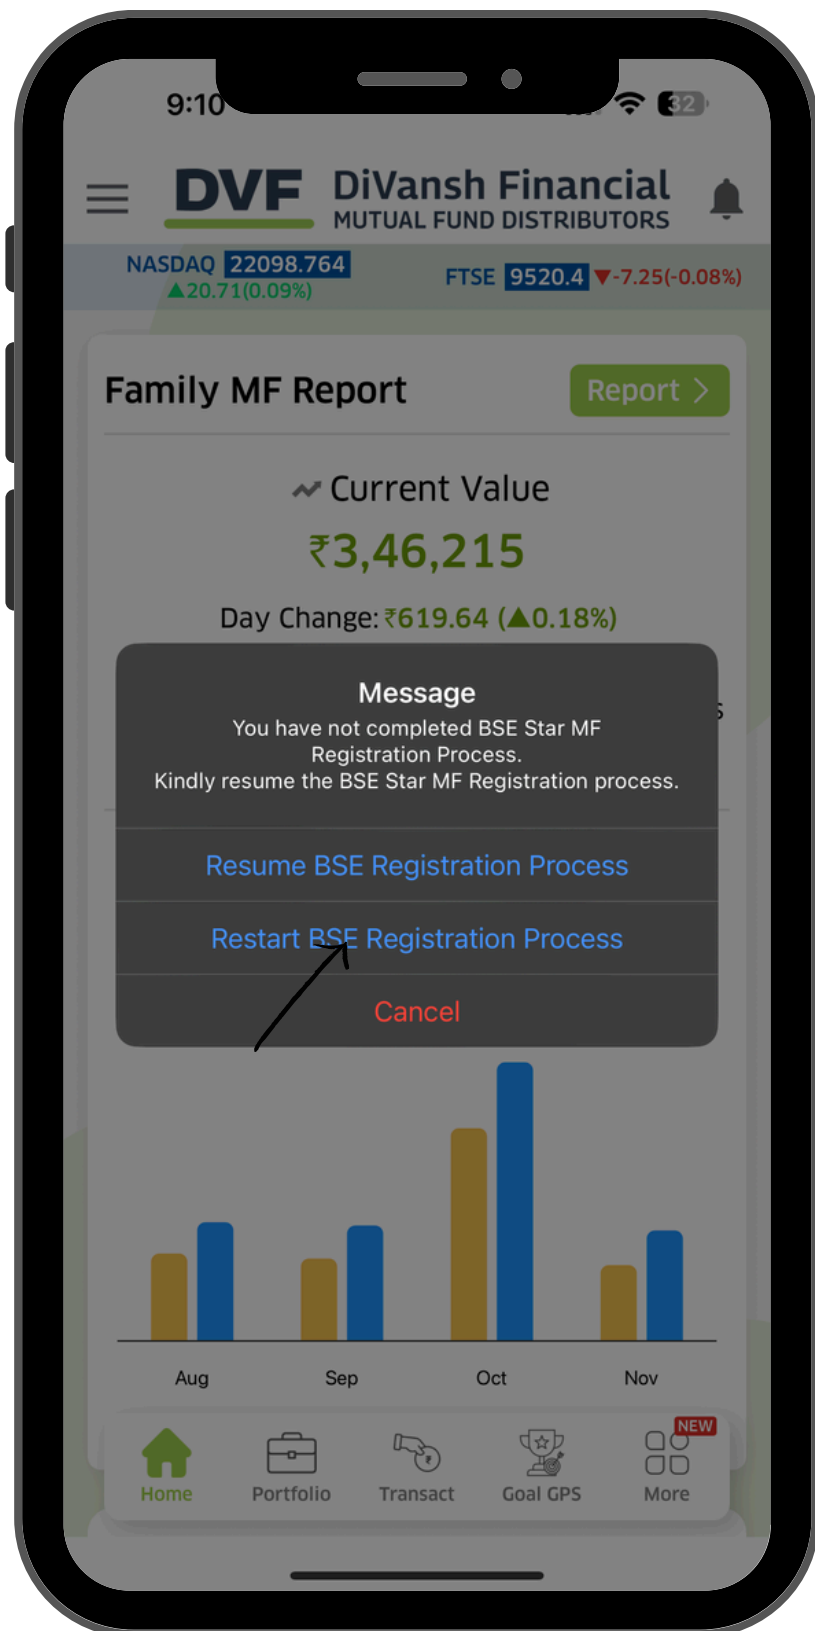 9:10
32
DVF DiVansh Financial
MUTUAL FUND DISTRIBUTORS
NASDAQ 22098.764
▲20.71(0.09%)
FTSE 9520.4 ▼-7.25(-0.08%)
Family MF Report
Report >
Current Value
₹3,46,215
Day Change: ₹619.64 (▲0.18%)
Message
You have not completed BSE Star MF
Registration Process.
Kindly resume the BSE Star MF Registration process.
Resume BSE Registration Process
Restart BSE Registration Process
Cancel
Aug Sep Oct Nov
NEW
Home Portfolio Transact Goal GPS More